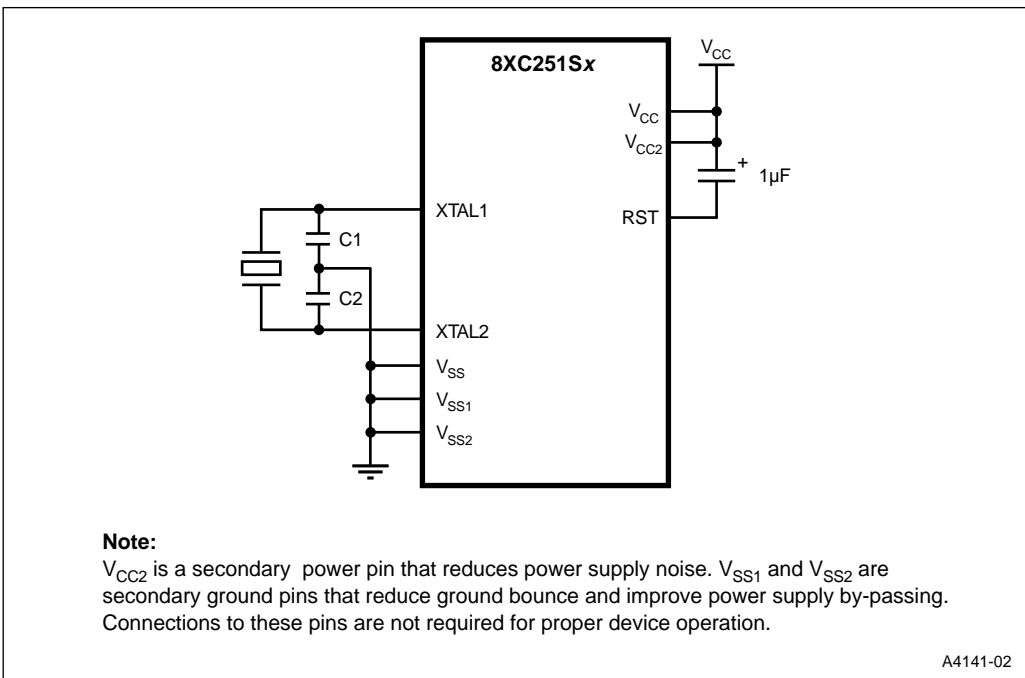 8XC251Sx
VCC
VCC
VCC2
+
1µF
RST
XTAL1
C1
C2
XTAL2
VSS
VSS1
VSS2
Note:
VCC2 is a secondary power pin that reduces power supply noise. VSS1 and VSS2 are
secondary ground pins that reduce ground bounce and improve power supply by-passing.
Connections to these pins are not required for proper device operation.
A4141-02